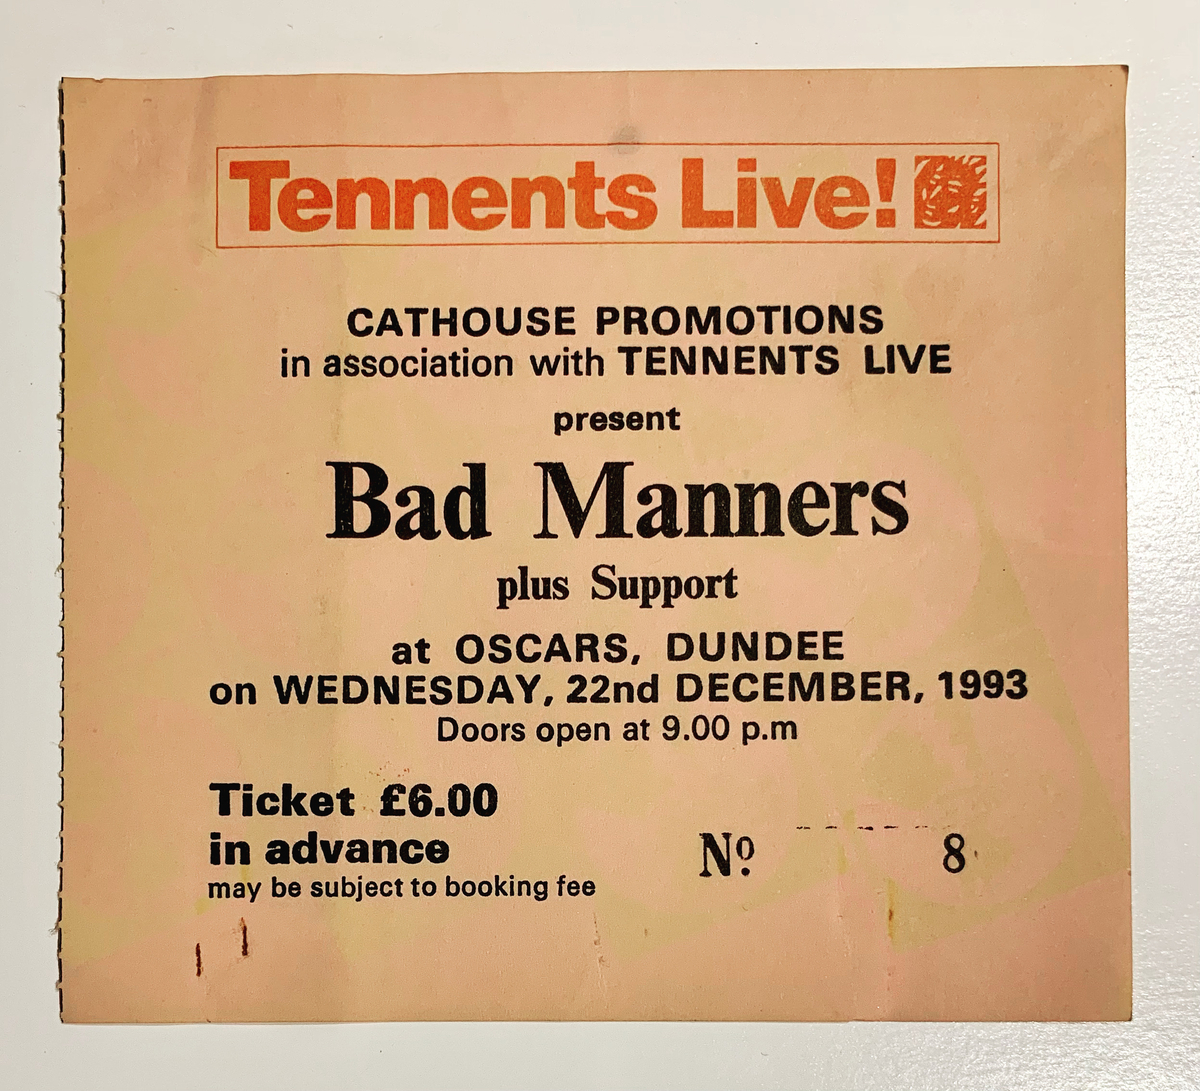 Tennents Live!
CATHOUSE PROMOTIONS
in association with TENNENTS LIVE
present
Bad Manners
plus Support
at OSCARS, DUNDEE
on WEDNESDAY, 22nd DECEMBER, 1993
Doors open at 9.00 p.m
Ticket £6.00
in advance
may be subject to booking fee
Nº. 8